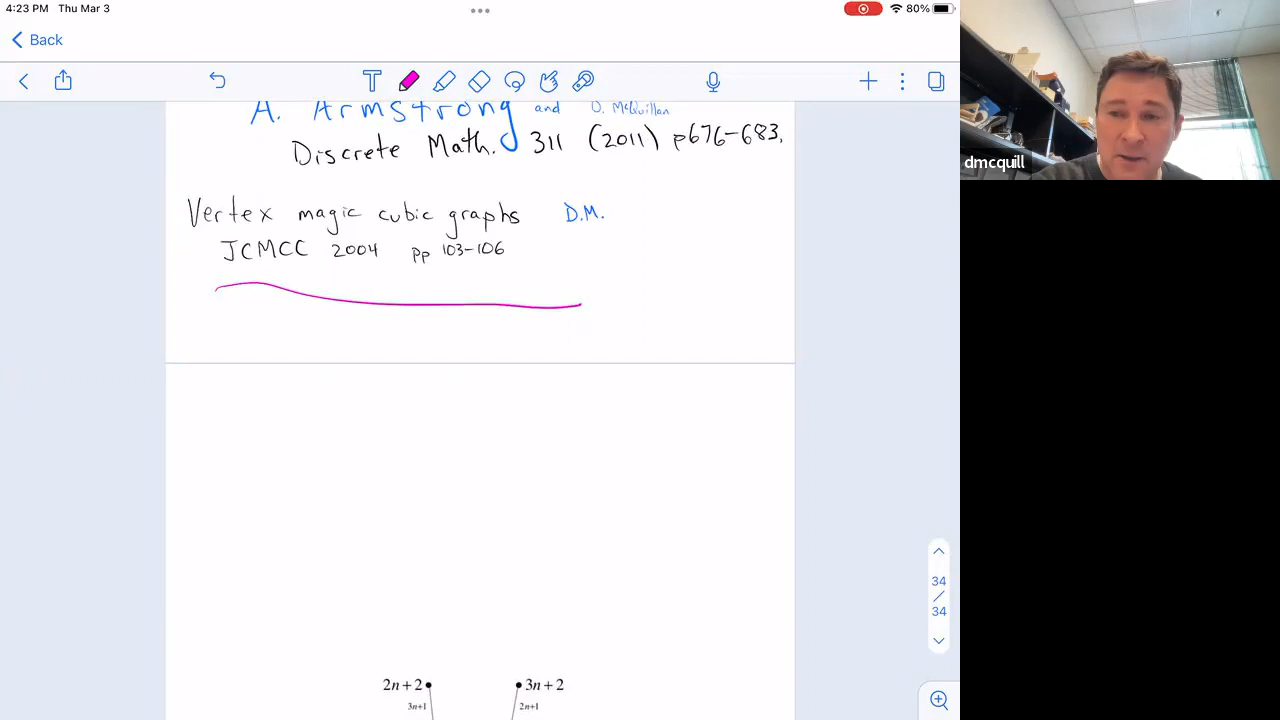 4:23 PM Thu Mar 3
80%
Back
T
A. Armstrong and D. McQuillan
Discrete Math. 311 (2011) p676-683.
dmcquill
Vertex magic cubic graphs D.M.
JCMCC 2004 pp 103-106
34
/
34
2n+2 3n+2
3n+1 2n+1